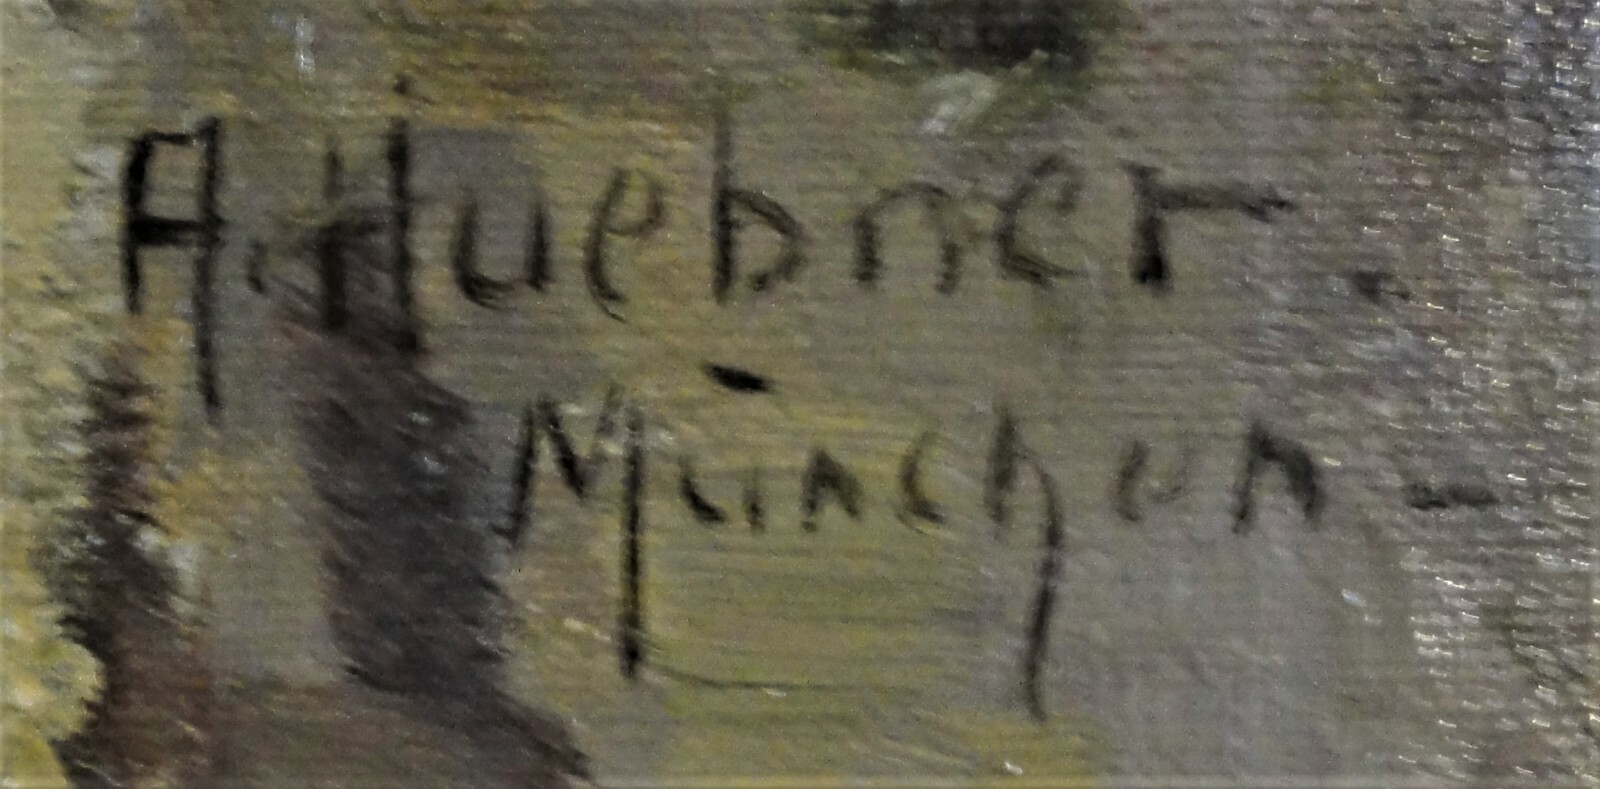 A. Huebner
München -